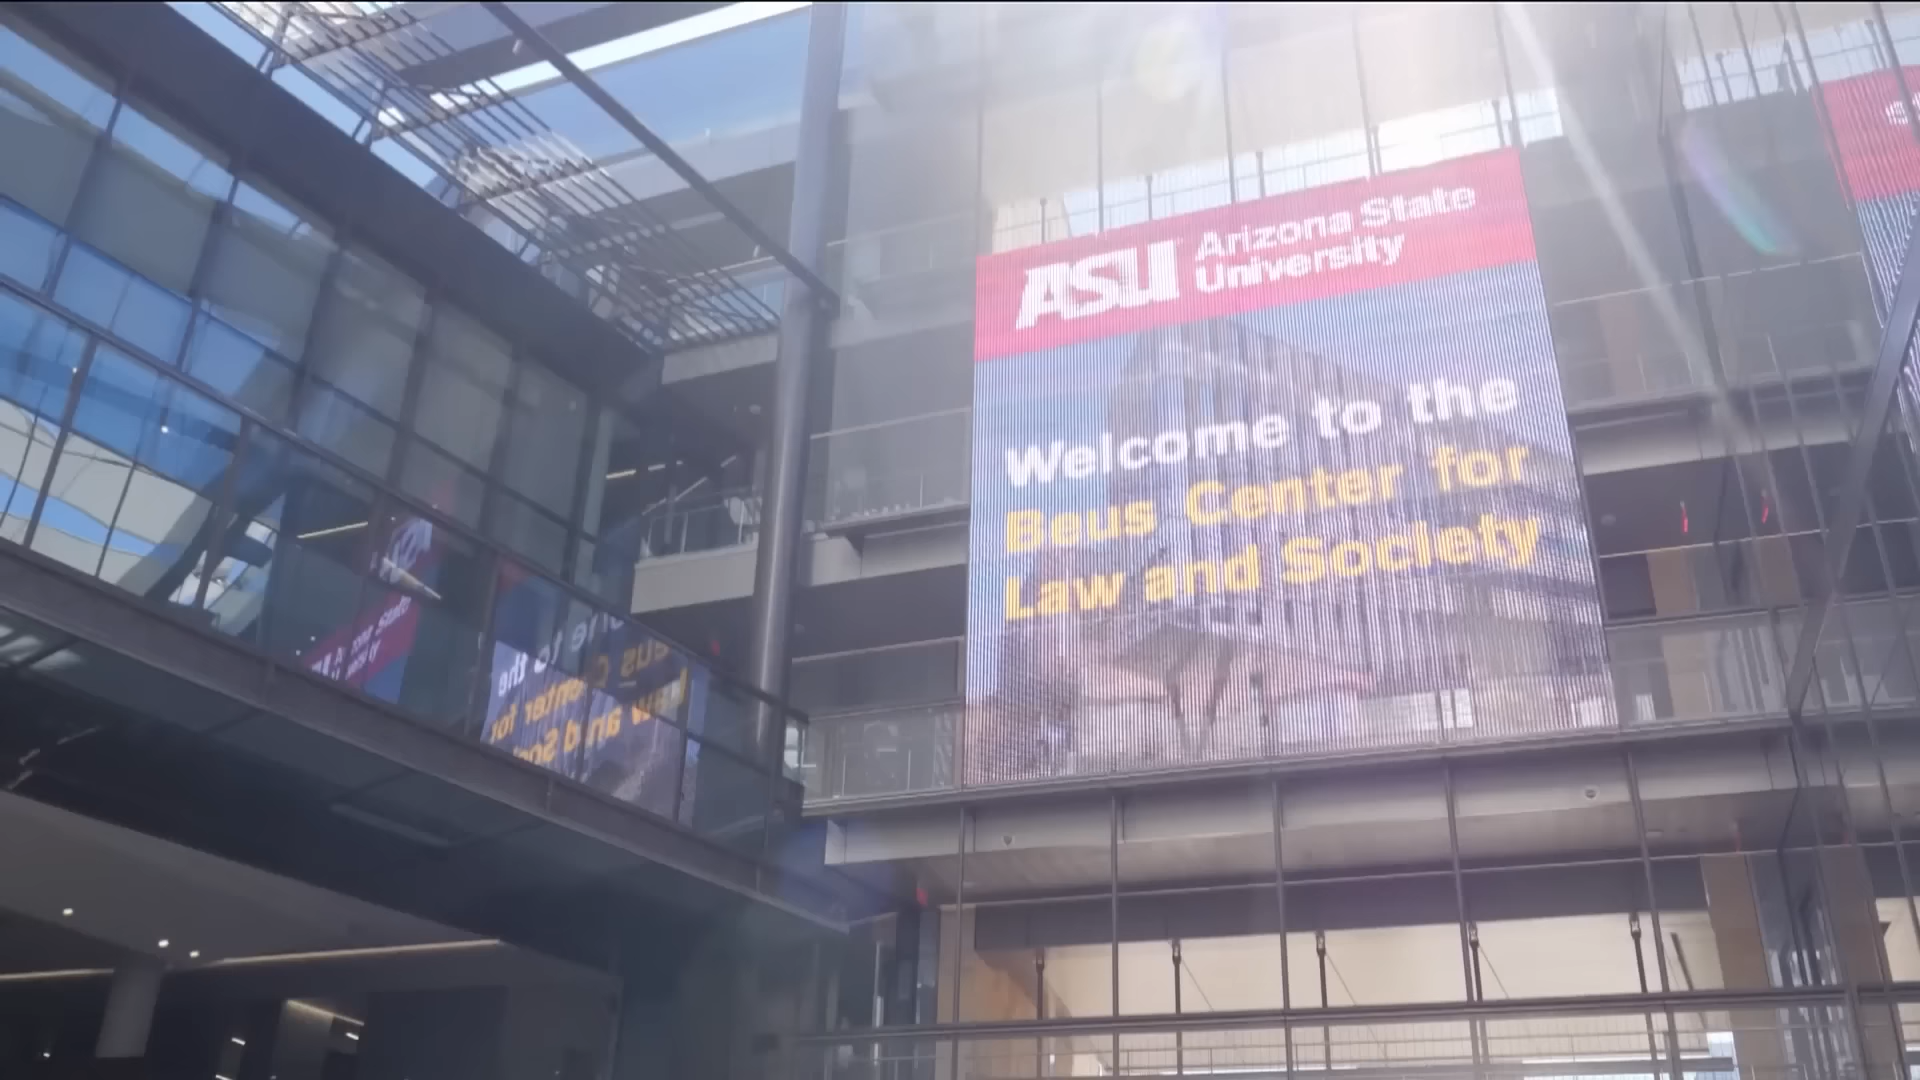 ASU Arizona State
University
Welcome to the
Beus Center for
Law and Society